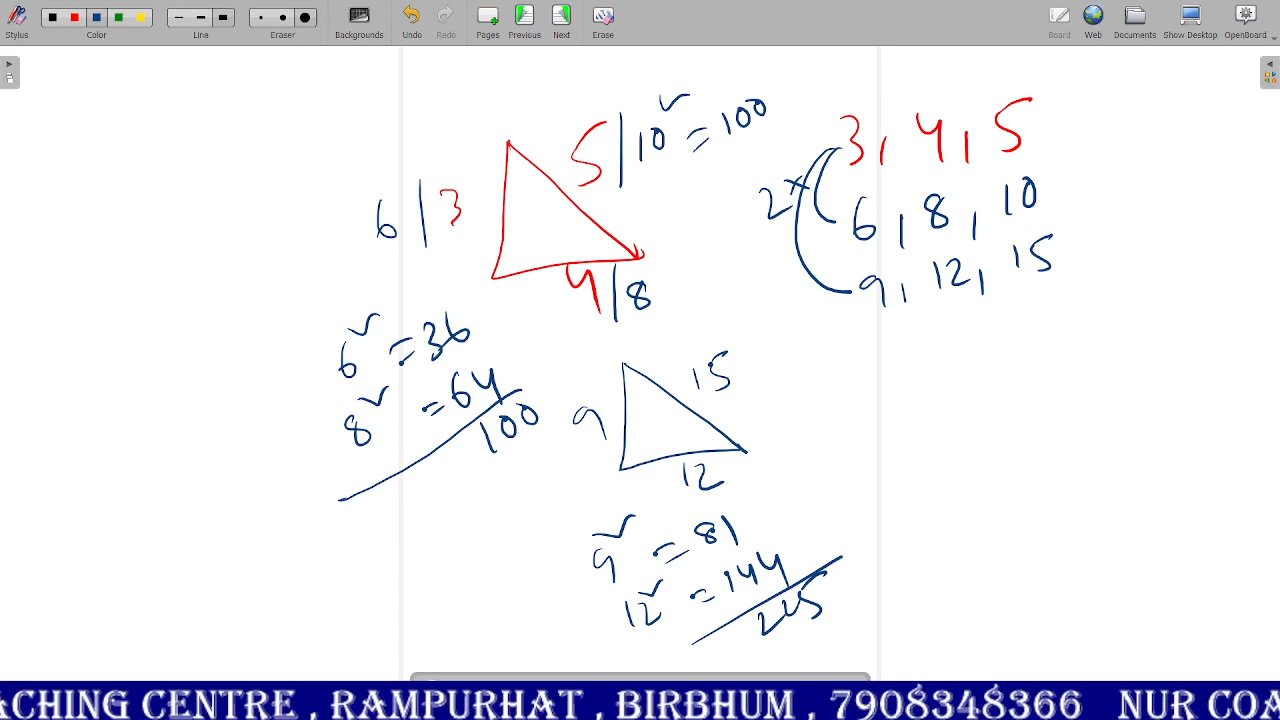 Stylus Color Line Eraser Backgrounds Undo Redo Pages Previous Next Erase Board Web Documents Show Desktop OpenBoard
5 | 10² = 100
6 | 3
4 | 8
3, 4, 5
2×
6, 8, 10
9, 12, 15
6² = 36
8² = 64
100
15
9
12
9² = 81
12² = 144
225
ACHING CENTRE , RAMPURHAT , BIRBHUM , 7908348366 NUR COA